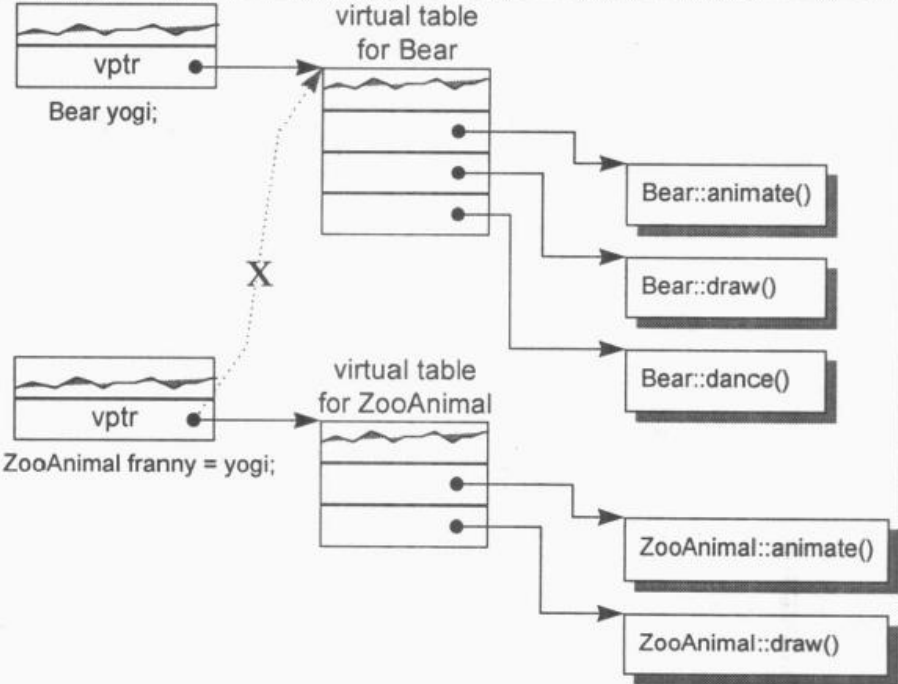 virtual table
for Bear
vptr
Bear yogi;
Bear::animate()
Bear::draw()
X
Bear::dance()
virtual table
for ZooAnimal
vptr
ZooAnimal franny = yogi;
ZooAnimal::animate()
ZooAnimal::draw()